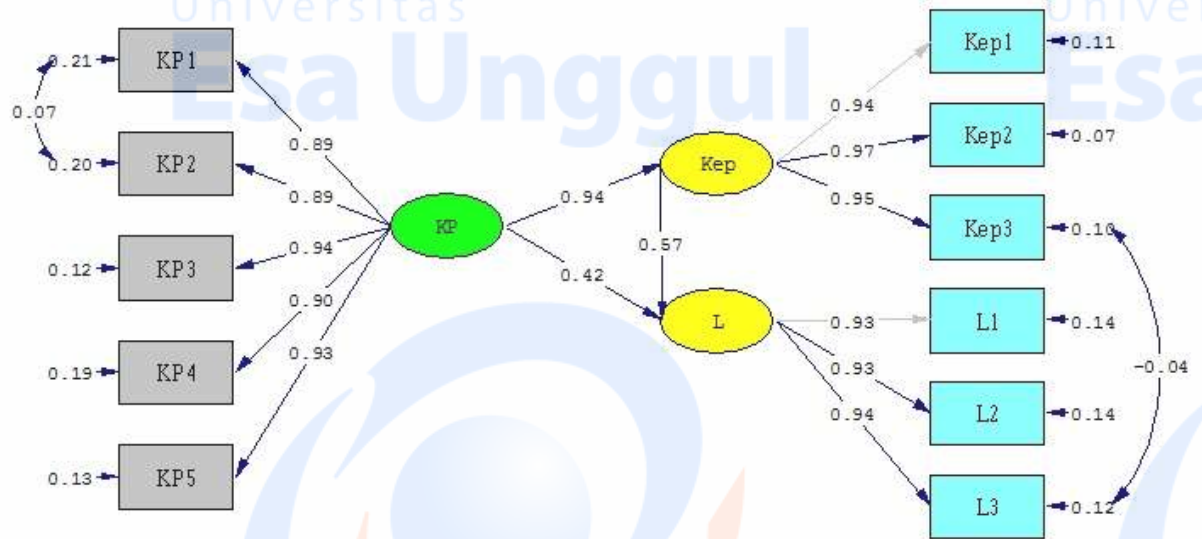 Universitas
Esa Unggul
Univer
Esa
0.21
KP1
0.07
0.20
KP2
0.12
KP3
0.19
KP4
0.13
KP5
0.89
0.89
0.94
0.90
0.93
KP
0.94
0.42
Kep
0.57
L
0.94
0.97
0.95
0.93
0.93
0.94
Kep1
0.11
Kep2
0.07
Kep3
0.10
L1
0.14
-0.04
L2
0.14
L3
0.12